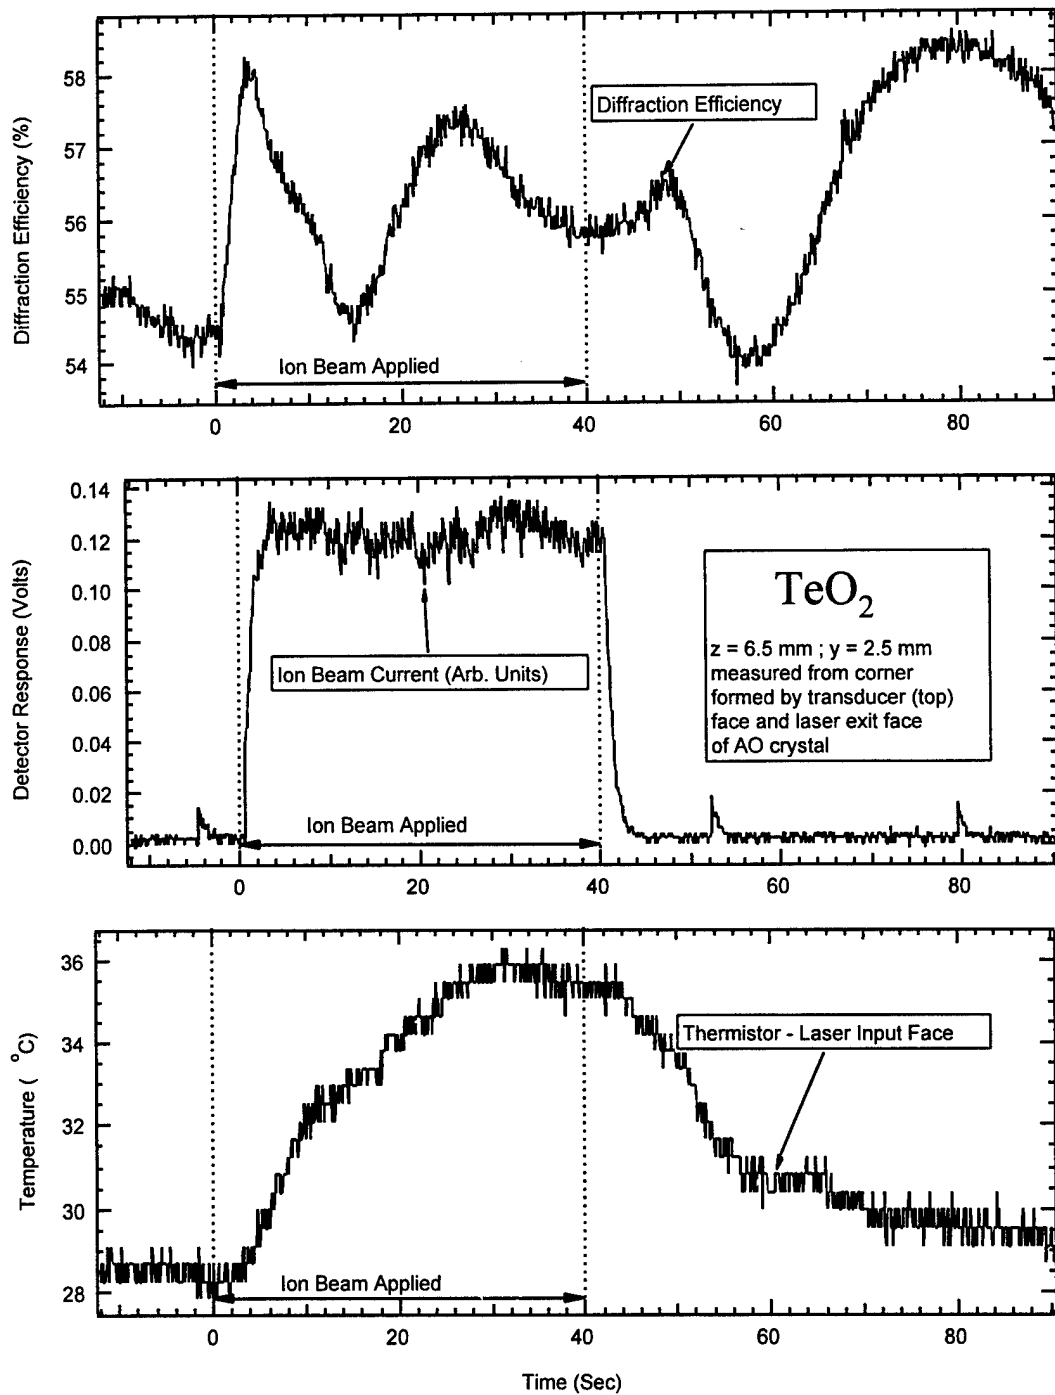 Diffraction Efficiency (%)
58
57
56
55
54
Diffraction Efficiency
Ion Beam Applied
0
20
40
60
80
Detector Response (Volts)
0.14
0.12
0.10
0.08
0.06
0.04
0.02
0.00
Ion Beam Current (Arb. Units)
TeO2
z = 6.5 mm ; y = 2.5 mm
measured from corner
formed by transducer (top)
face and laser exit face
of AO crystal
Ion Beam Applied
0
20
40
60
80
Temperature ( °C)
36
34
32
30
28
Thermistor - Laser Input Face
Ion Beam Applied
0
20
40
60
80
Time (Sec)